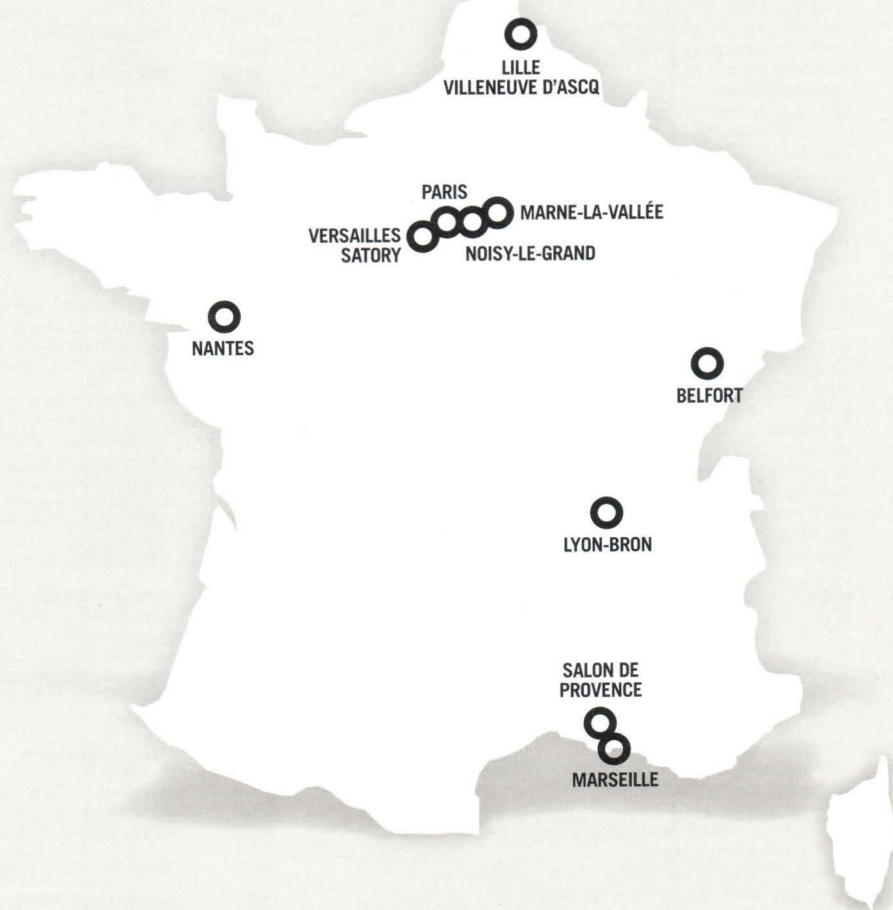 LILLE
VILLENEUVE D'ASCQ
PARIS
MARNE-LA-VALLÉE
VERSAILLES
SATORY
NOISY-LE-GRAND
NANTES
BELFORT
LYON-BRON
SALON DE
PROVENCE
MARSEILLE